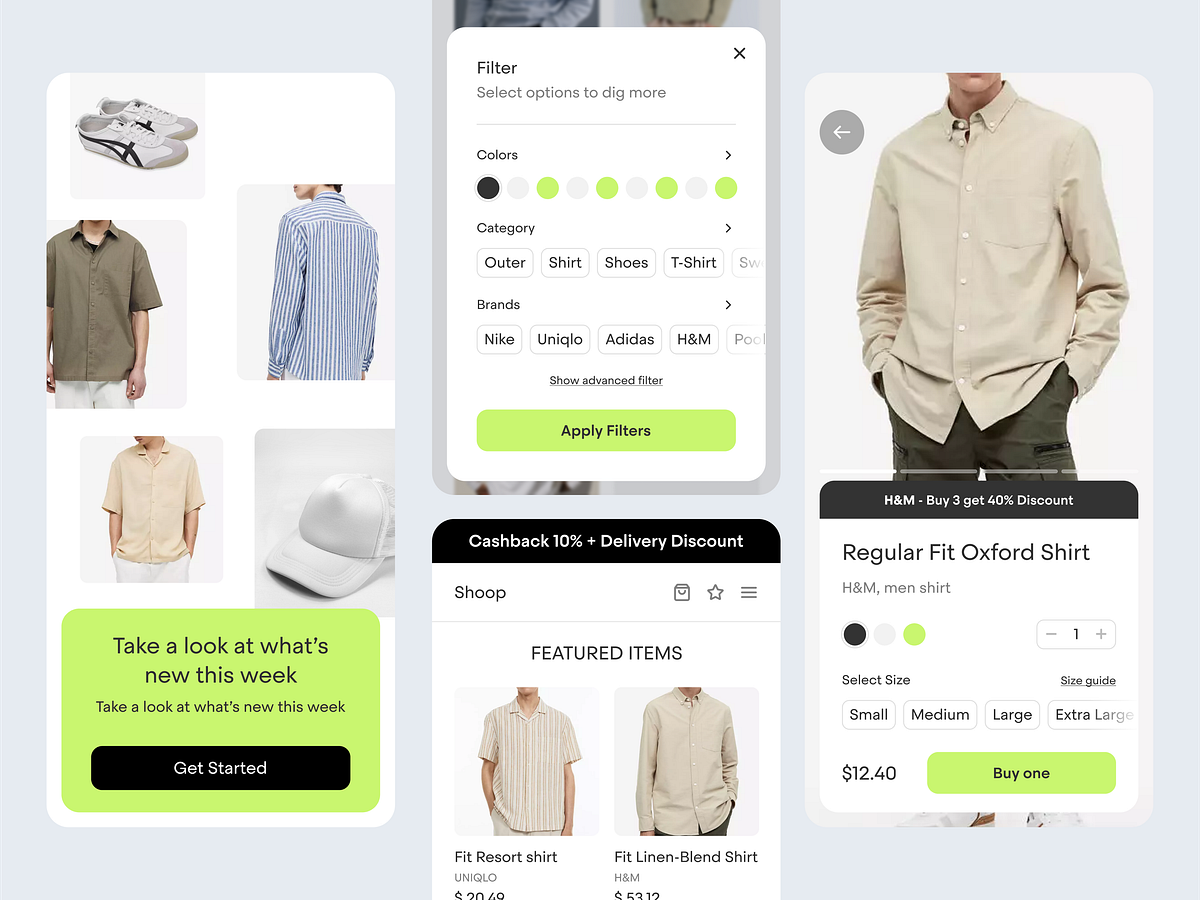 Take a look at what's
new this week
Take a look at what's new this week
Get Started
Filter
Select options to dig more
Colors
Category
Outer Shirt Shoes T-Shirt
Brands
Nike Uniqlo Adidas H&M
Show advanced filter
Apply Filters
Cashback 10% + Delivery Discount
Shoop
FEATURED ITEMS
Fit Resort shirt
UNIQLO
$ 20.49
Fit Linen-Blend Shirt
H&M
$ 53.12
H&M - Buy 3 get 40% Discount
Regular Fit Oxford Shirt
H&M, men shirt
1
Select Size
Size guide
Small Medium Large Extra Large
$12.40
Buy one